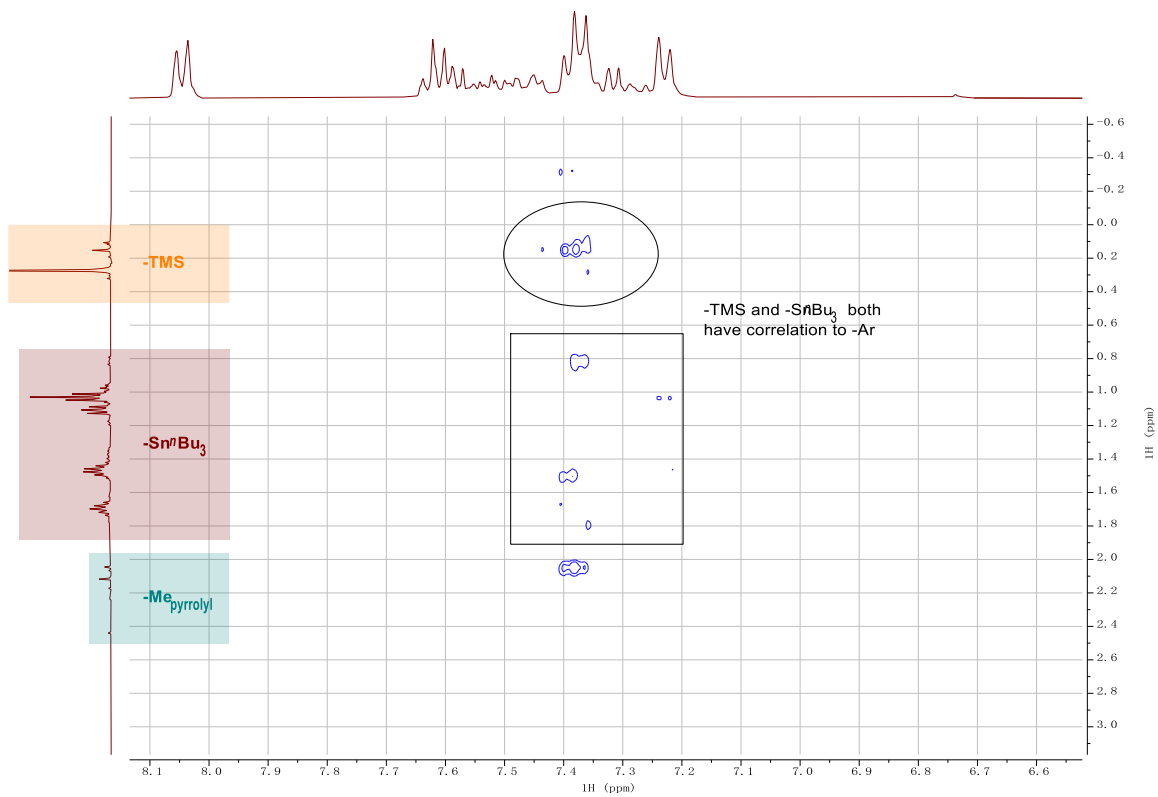 -0.6
-0.4
-0.2
0.0
-TMS
0.2
0.4
-TMS and -SnⁿBu₃ both
have correlation to -Ar
0.6
0.8
1.0
1.2
-SnⁿBu₃
1.4
1.6
1.8
2.0
-Me pyrrolyl
2.2
2.4
2.6
2.8
3.0
1H (ppm)
8.1 8.0 7.9 7.8 7.7 7.6 7.5 7.4 7.3 7.2 7.1 7.0 6.9 6.8 6.7 6.6
1H (ppm)